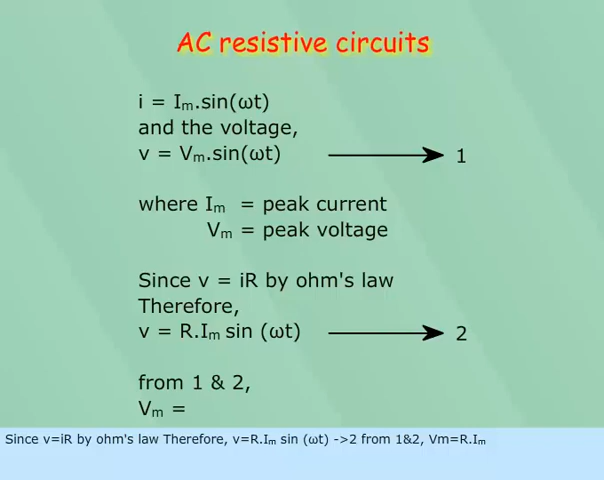 AC resistive circuits
i = Iₘ.sin(ωt)
and the voltage,
v = Vₘ.sin(ωt) 1
where Iₘ = peak current
Vₘ = peak voltage
Since v = iR by ohm's law
Therefore,
v = R.Iₘ sin (ωt) 2
from 1 & 2,
Vₘ =
Since v=iR by ohm's law Therefore, v=R.Iₘ sin (ωt) ->2 from 1&2, Vm=R.Iₘ